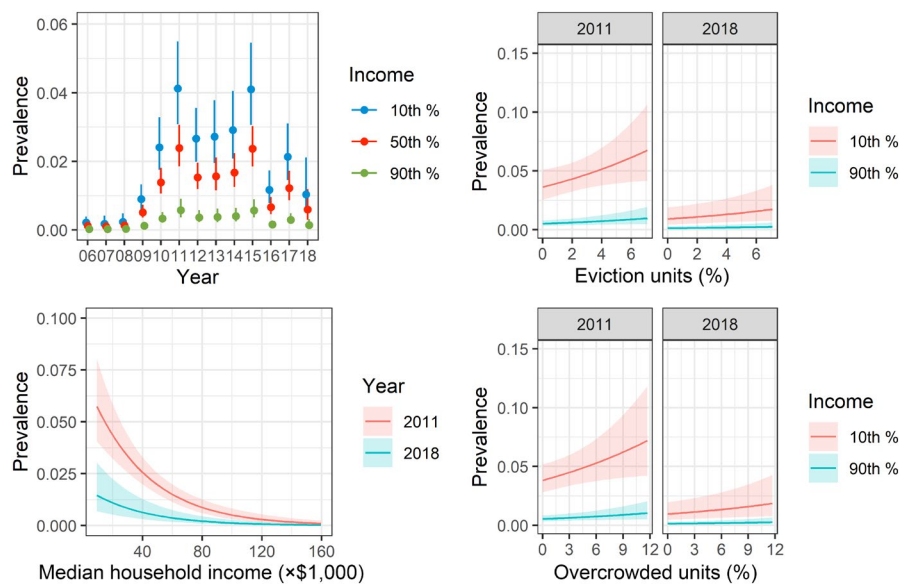 0.06
0.04
0.02
0.00
Prevalence
06 07 08 09 10 11 12 13 14 15 16 17 18
Year
Income
10th %
50th %
90th %
2011 2018
0.15
0.10
0.05
0.00
Prevalence
0 2 4 6 0 2 4 6
Eviction units (%)
Income
10th %
90th %
0.100
0.075
0.050
0.025
0.000
Prevalence
40 80 120 160
Median household income (×$1,000)
Year
2011
2018
2011 2018
0.15
0.10
0.05
0.00
Prevalence
0 3 6 9 12 0 3 6 9 12
Overcrowded units (%)
Income
10th %
90th %